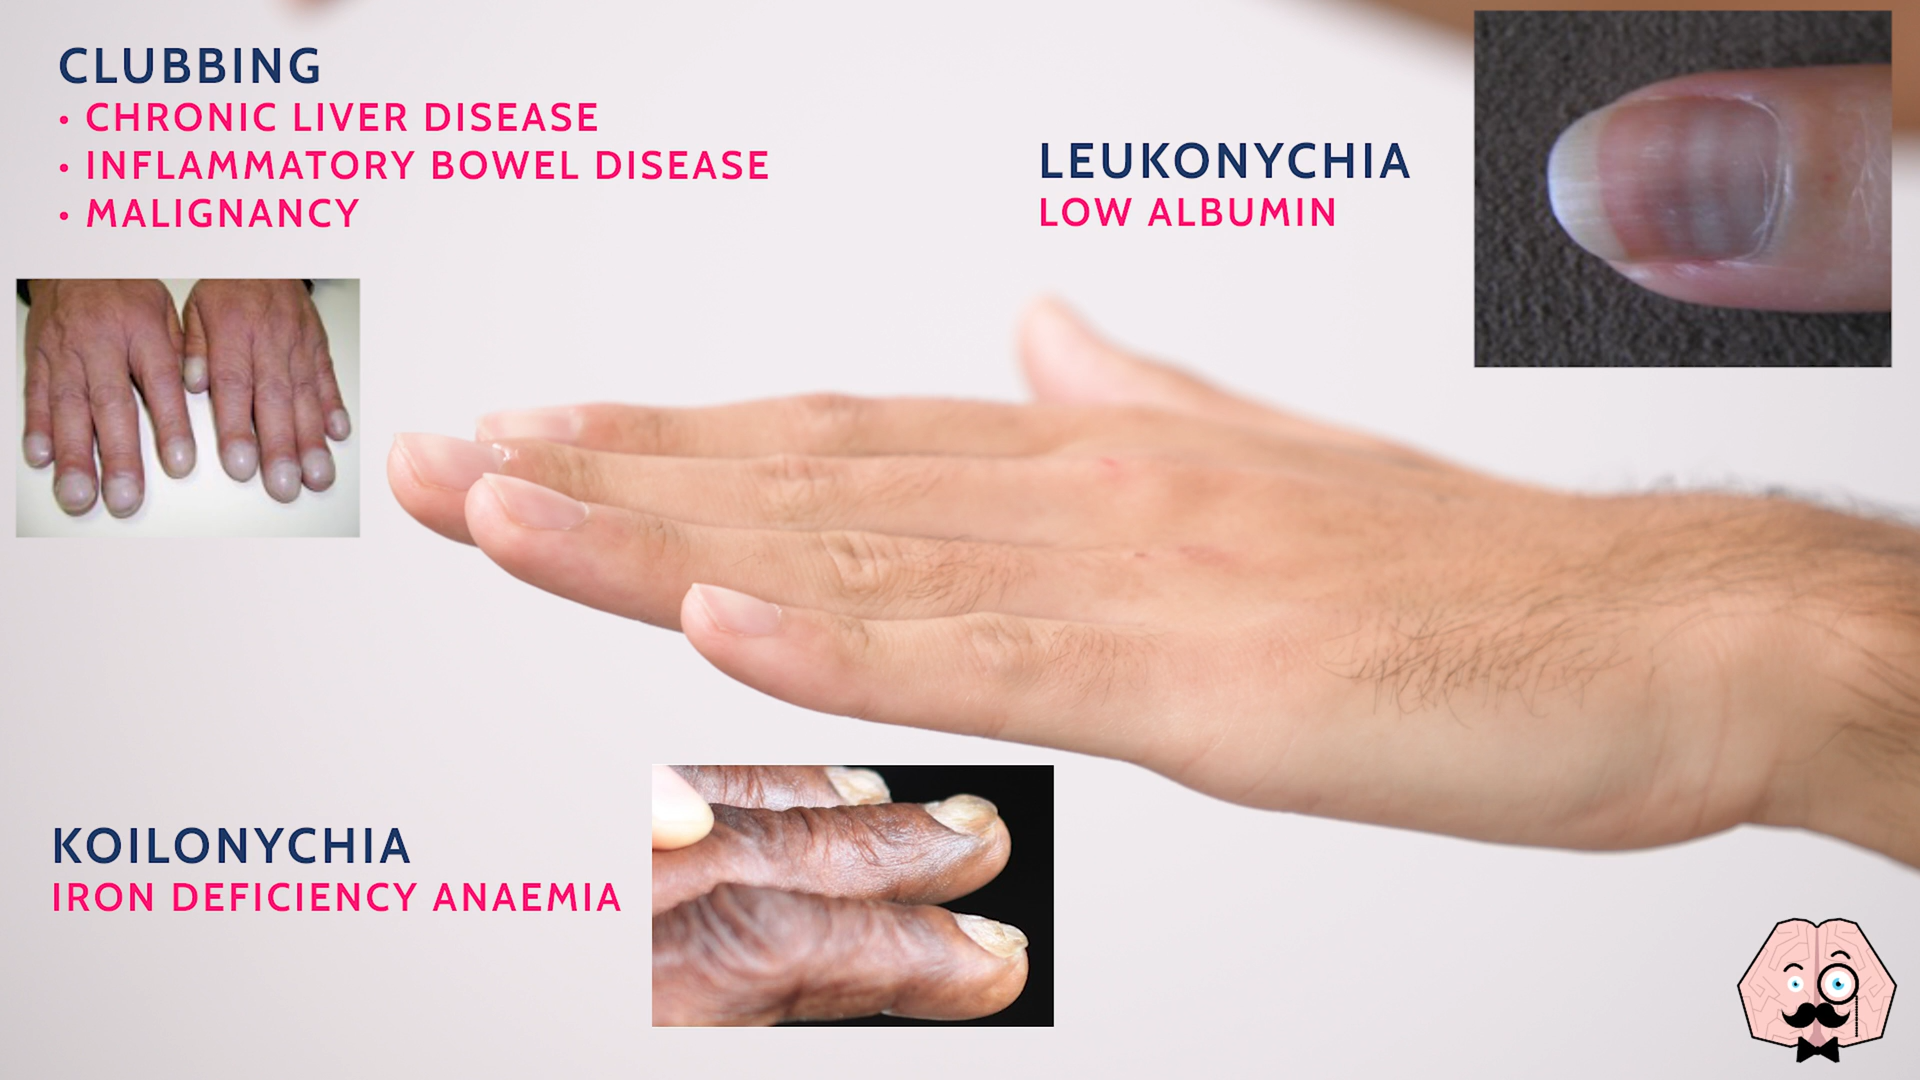 CLUBBING
• CHRONIC LIVER DISEASE
• INFLAMMATORY BOWEL DISEASE
• MALIGNANCY
LEUKONYCHIA
LOW ALBUMIN
KOILONYCHIA
IRON DEFICIENCY ANAEMIA